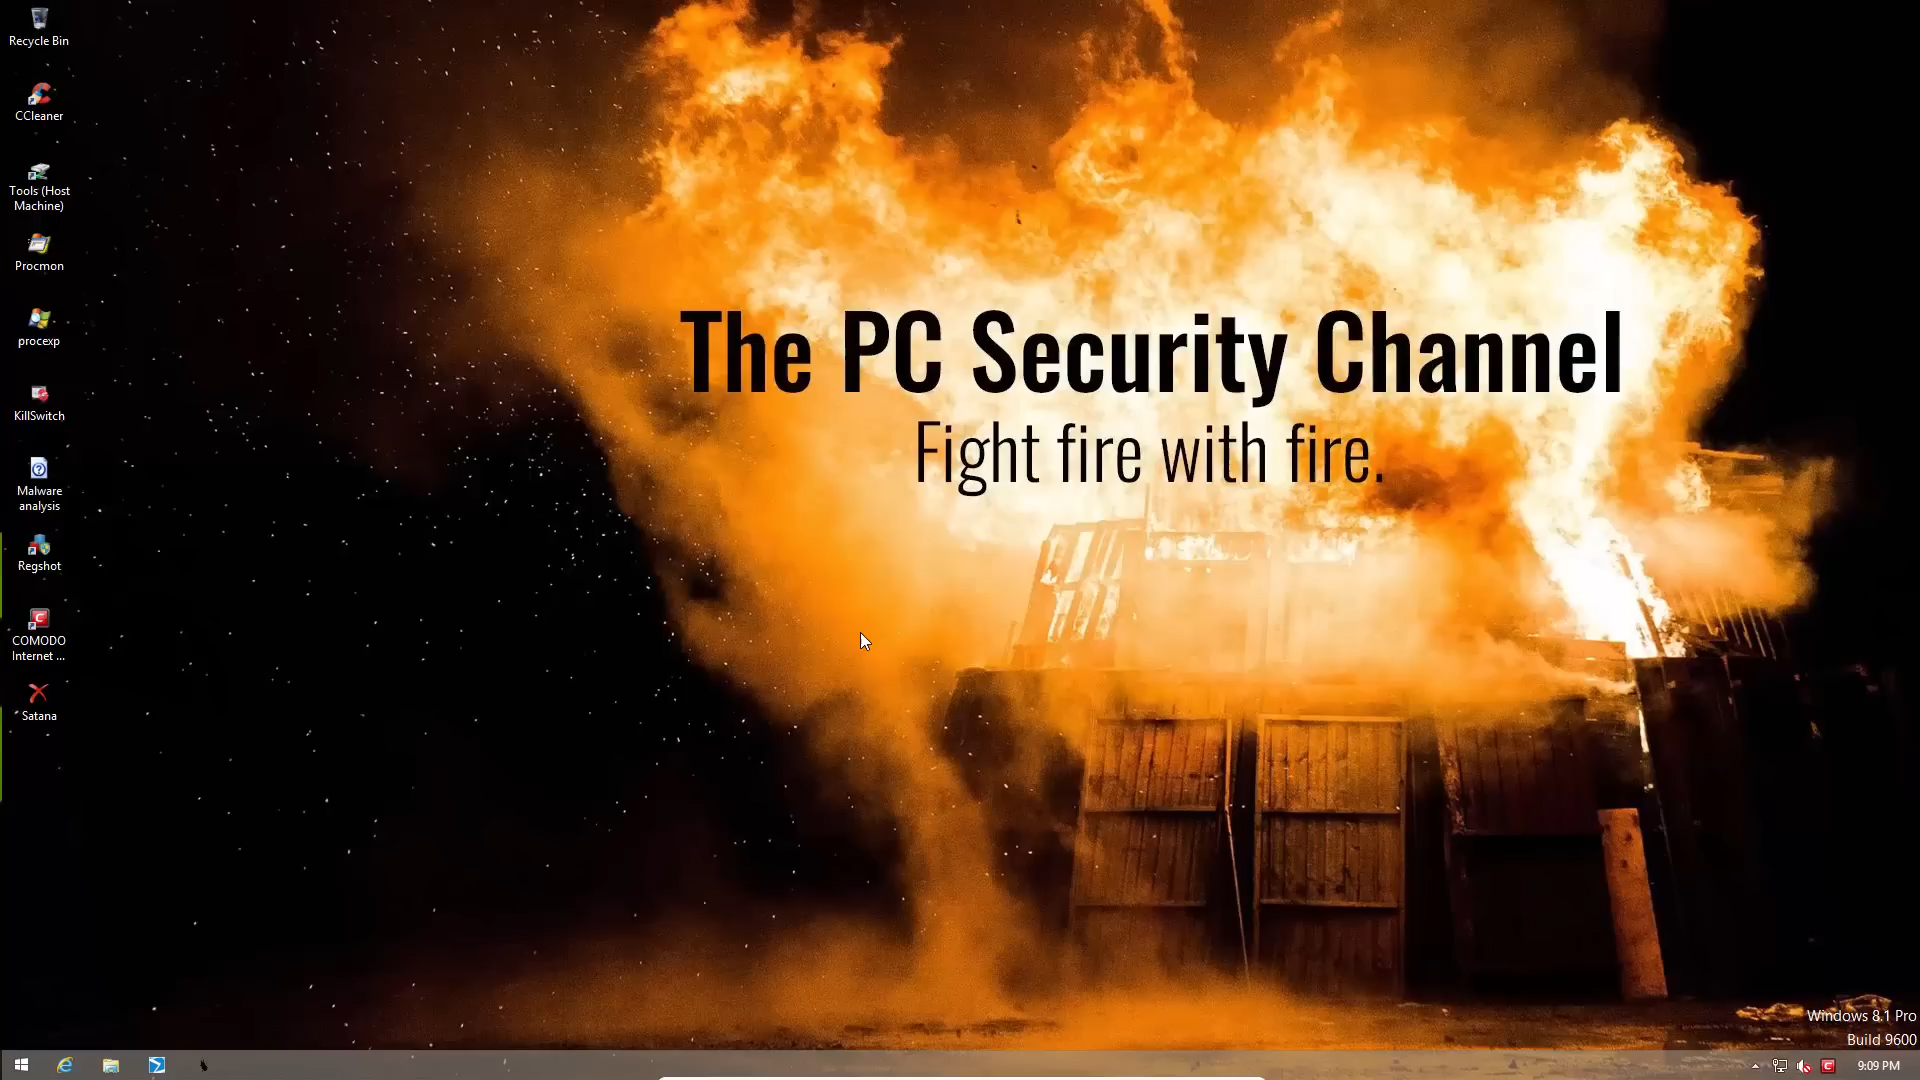 Recycle Bin
CCleaner
Tools (Host
Machine)
Procmon
procexp
KillSwitch
Malware
analysis
Regshot
COMODO
Internet ...
Satana
The PC Security Channel
Fight fire with fire.
Windows 8.1 Pro
Build 9600
9:09 PM